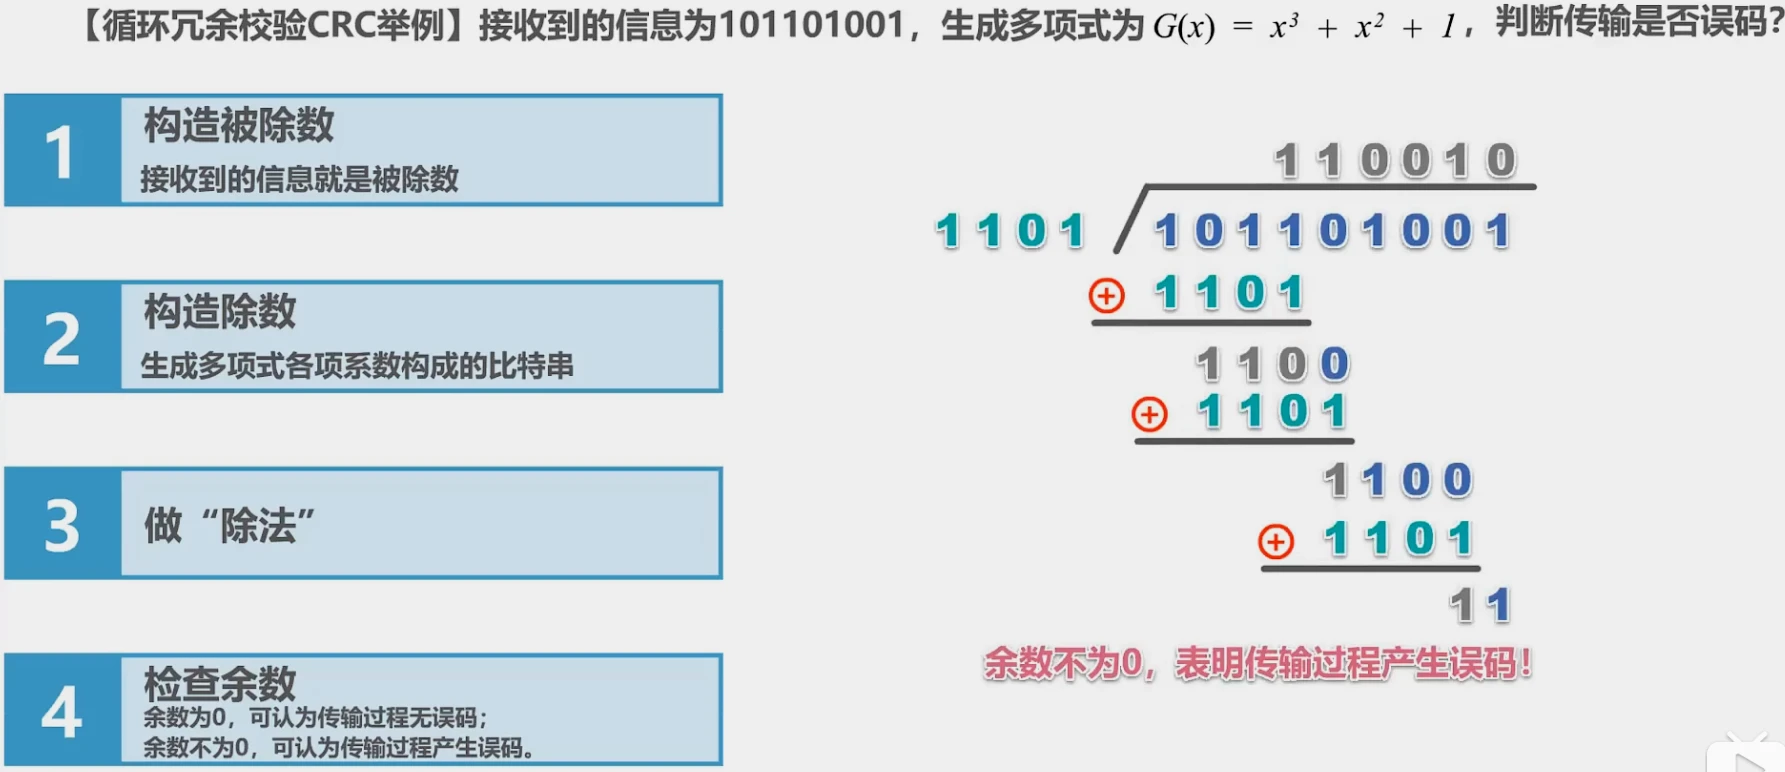 【循环冗余校验CRC举例】接收到的信息为101101001，生成多项式为 G(x) = x³ + x² + 1，判断传输是否误码?
1
构造被除数
接收到的信息就是被除数
2
构造除数
生成多项式各项系数构成的比特串
3
做“除法”
4
检查余数
余数为0，可认为传输过程无误码；
余数不为0，可认为传输过程产生误码。
110010
1101 101101001
⊕ 1101
1100
⊕ 1101
1100
⊕ 1101
11
余数不为0，表明传输过程产生误码！